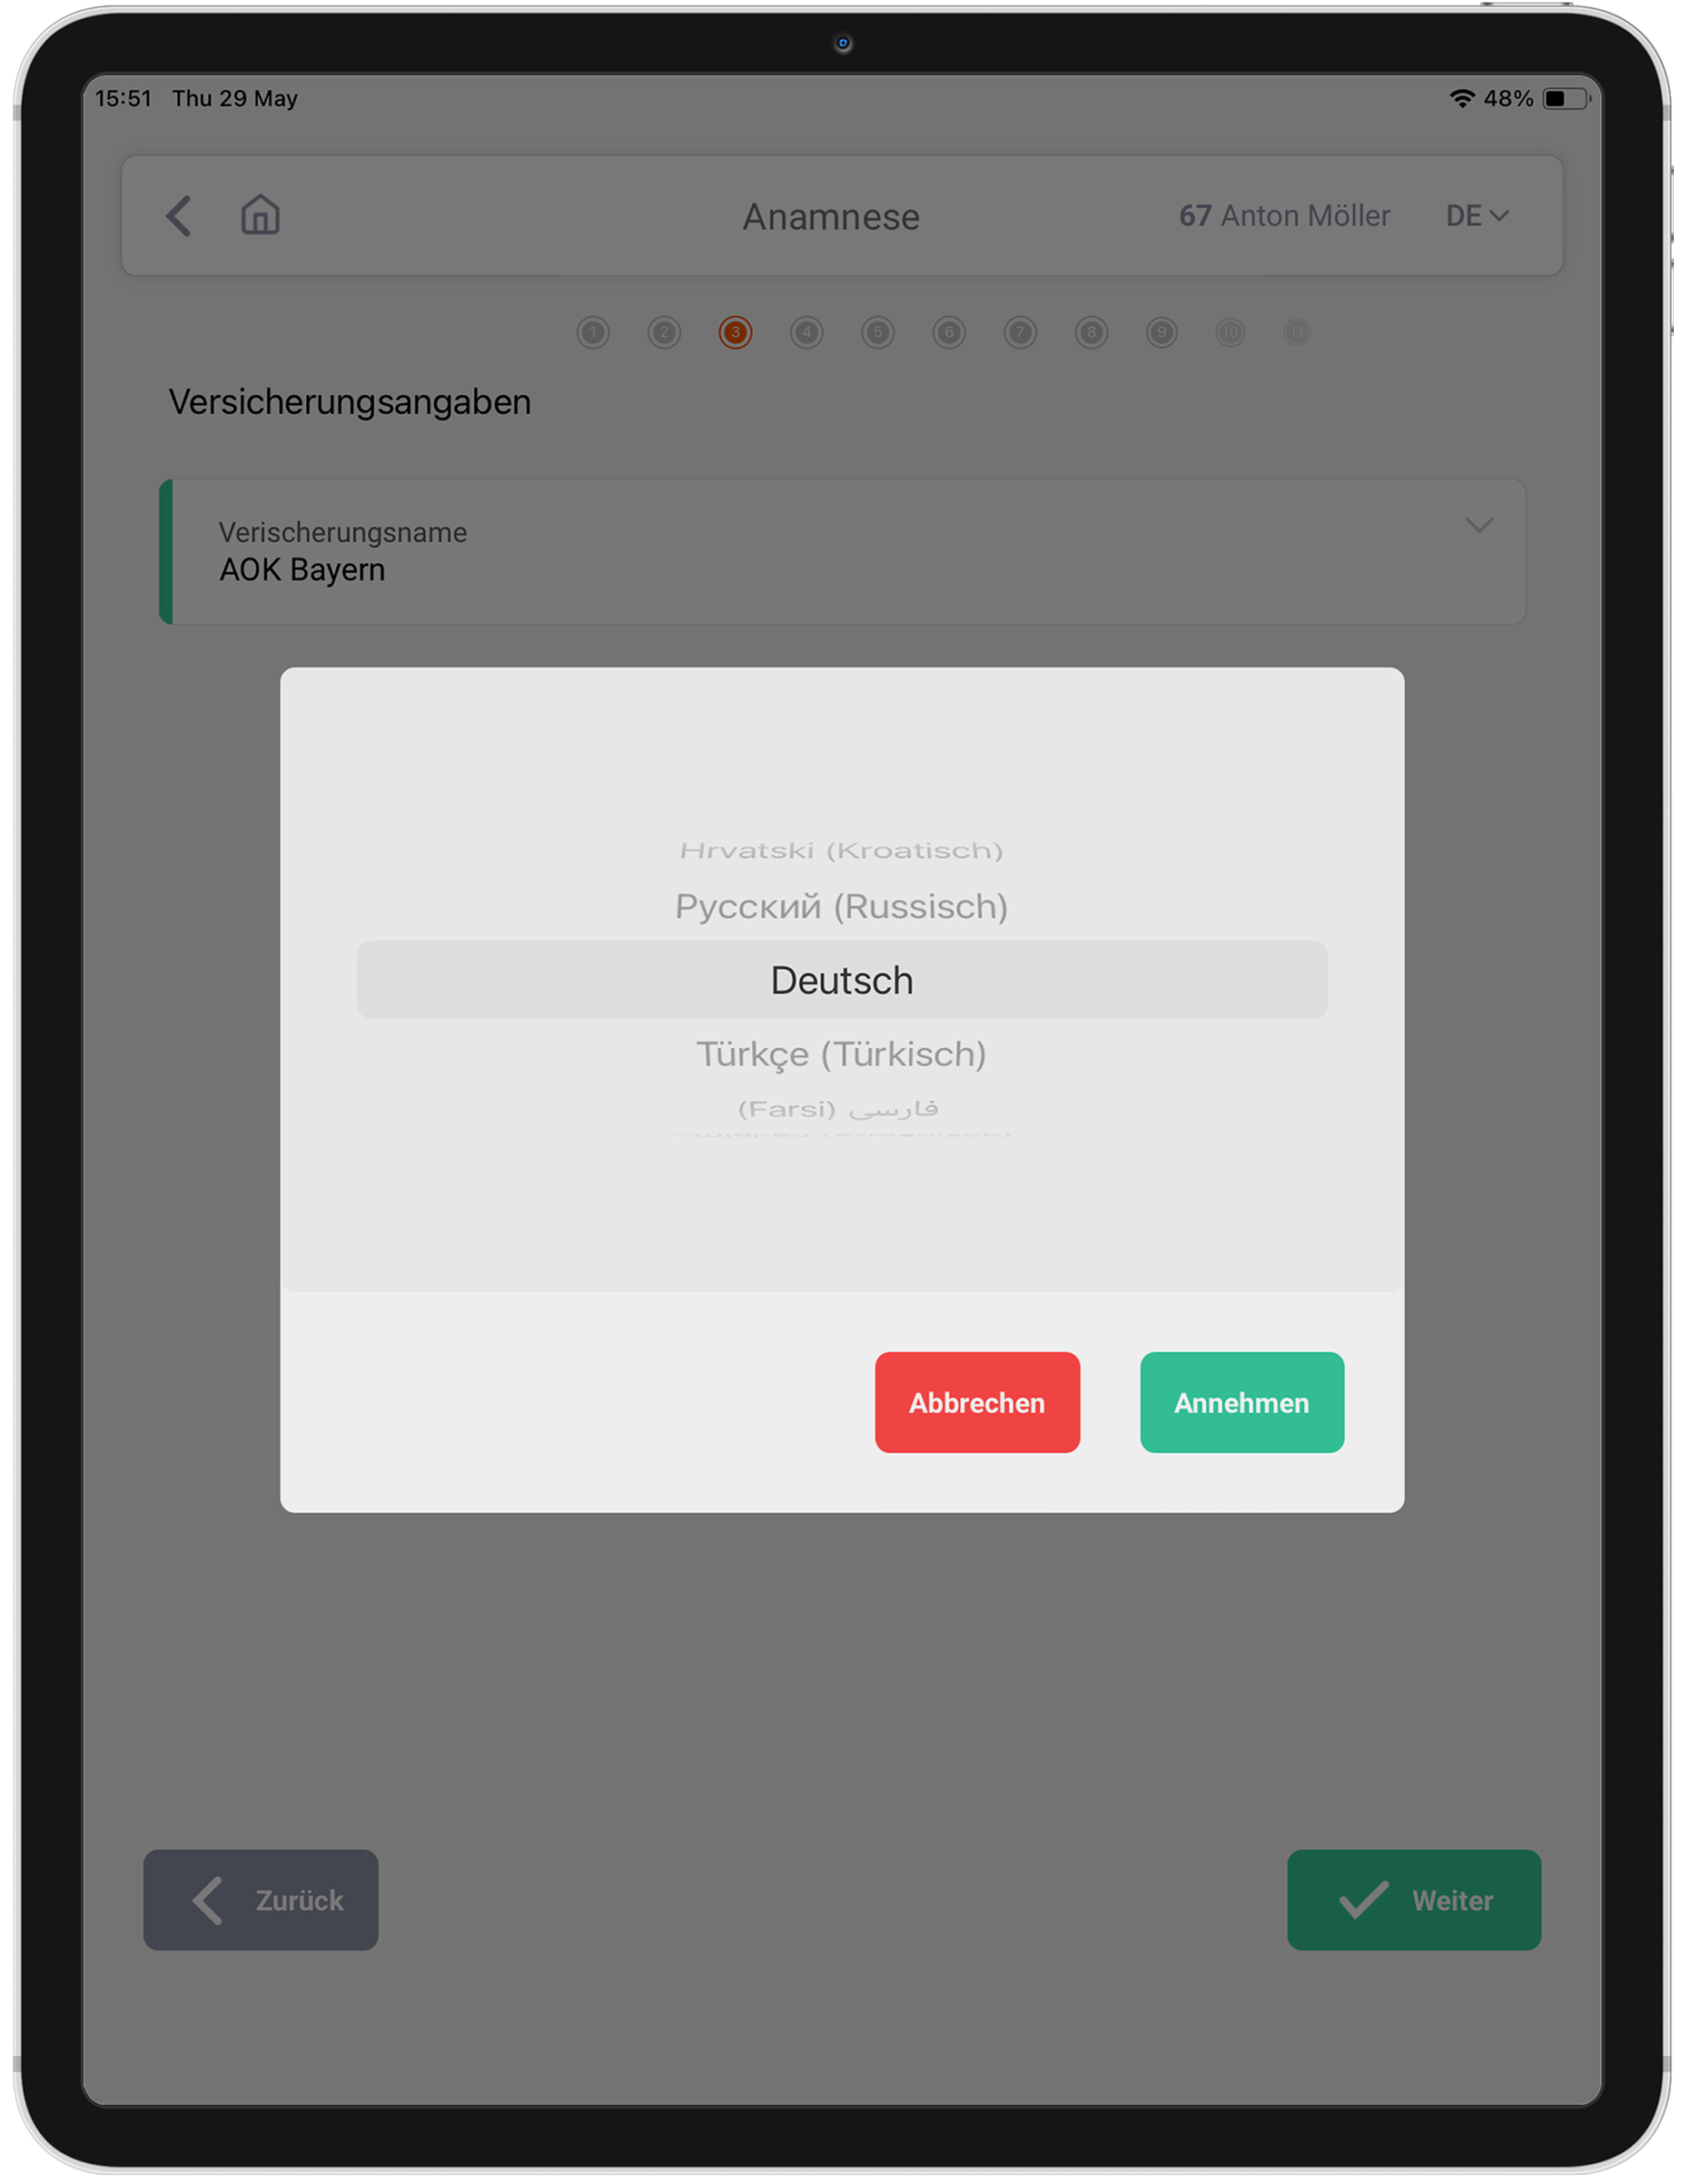 15:51 Thu 29 May 48%
Anamnese 67 Anton Möller DE
1 2 3 4 5 6 7 8 9 10 11
Versicherungsangaben
Verischerungsname
AOK Bayern
Hrvatski (Kroatisch)
Русский (Russisch)
Deutsch
Türkçe (Türkisch)
فارسی (Farsi)
Abbrechen Annehmen
Zurück Weiter